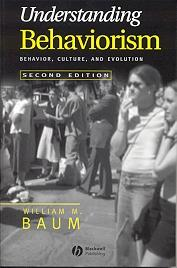 Understanding
Behaviorism
BEHAVIOR, CULTURE, AND EVOLUTION
SECOND EDITION
WILLIAM M.
BAUM
Blackwell
Publishing